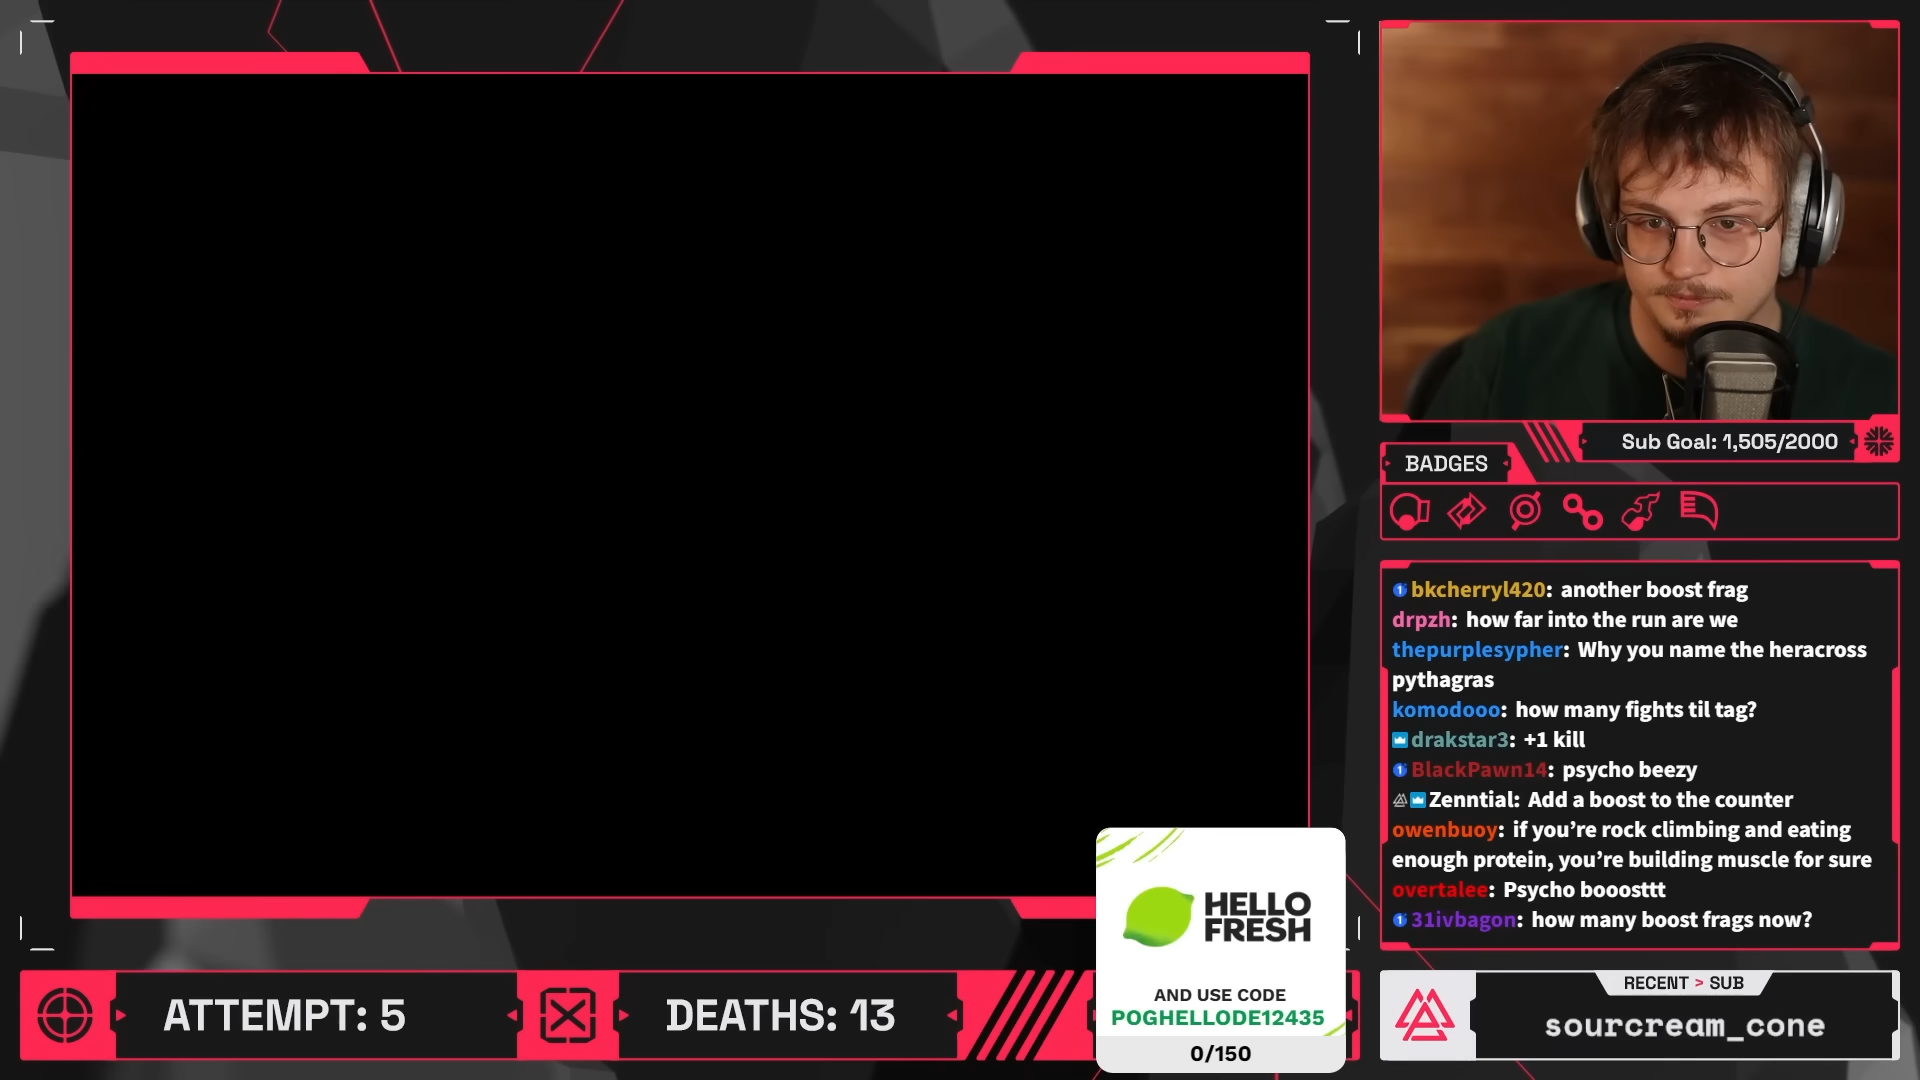 Sub Goal: 1,505/2000
BADGES
bkcherryl420: another boost frag
drpzh: how far into the run are we
thepurplesypher: Why you name the heracross
pythagras
komodooo: how many fights til tag?
drakstar3: +1 kill
BlackPawn14: psycho beezy
Zenntial: Add a boost to the counter
owenbuoy: if you’re rock climbing and eating
enough protein, you’re building muscle for sure
overtalee: Psycho booosttt
31ivbagon: how many boost frags now?
HELLO
FRESH
AND USE CODE
POGHELLODE12435
0/150
ATTEMPT: 5
DEATHS: 13
RECENT > SUB
sourcream_cone